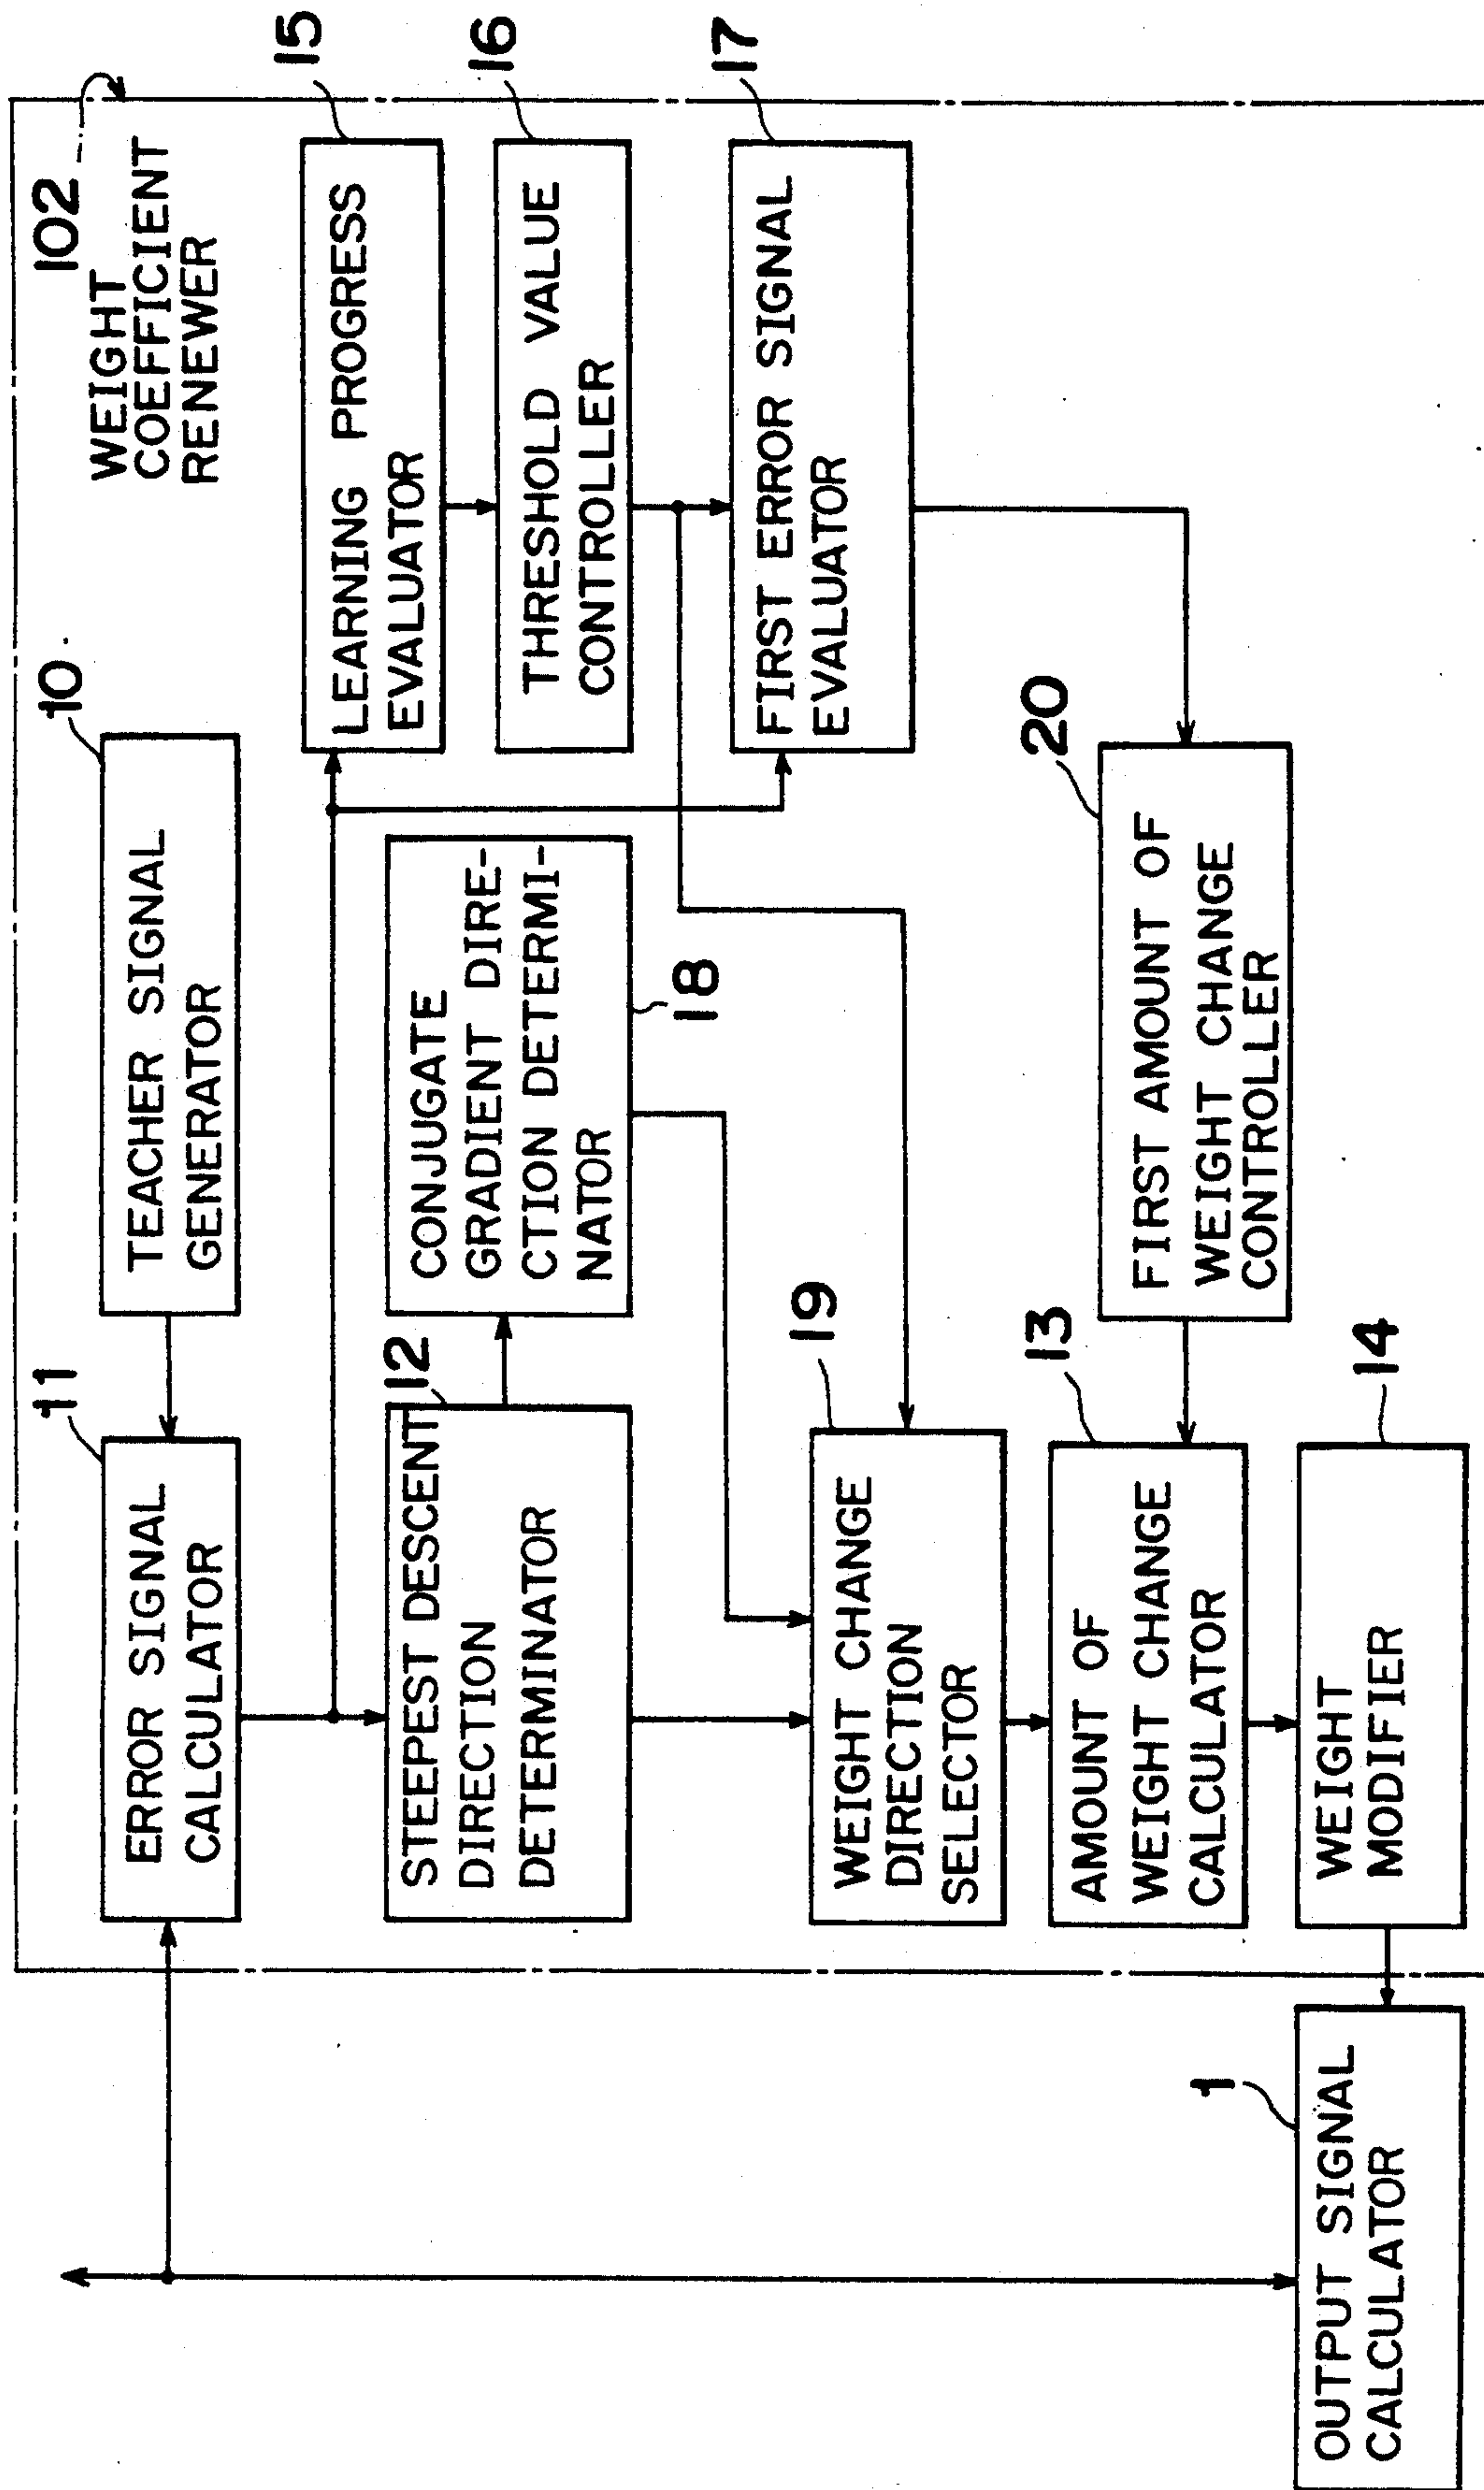 102
WEIGHT
COEFFICIENT
RENEWER
10
TEACHER SIGNAL
GENERATOR
11
ERROR SIGNAL
CALCULATOR
15
LEARNING PROGRESS
EVALUATOR
12
STEEPEST DESCENT
DIRECTION
DETERMINATOR
CONJUGATE
GRADIENT DIRE-
CTION DETERMI-
NATOR
18
16
THRESHOLD VALUE
CONTROLLER
17
FIRST ERROR SIGNAL
EVALUATOR
19
WEIGHT CHANGE
DIRECTION
SELECTOR
20
FIRST AMOUNT OF
WEIGHT CHANGE
CONTROLLER
13
AMOUNT OF
WEIGHT CHANGE
CALCULATOR
14
WEIGHT
MODIFIER
1
OUTPUT SIGNAL
CALCULATOR